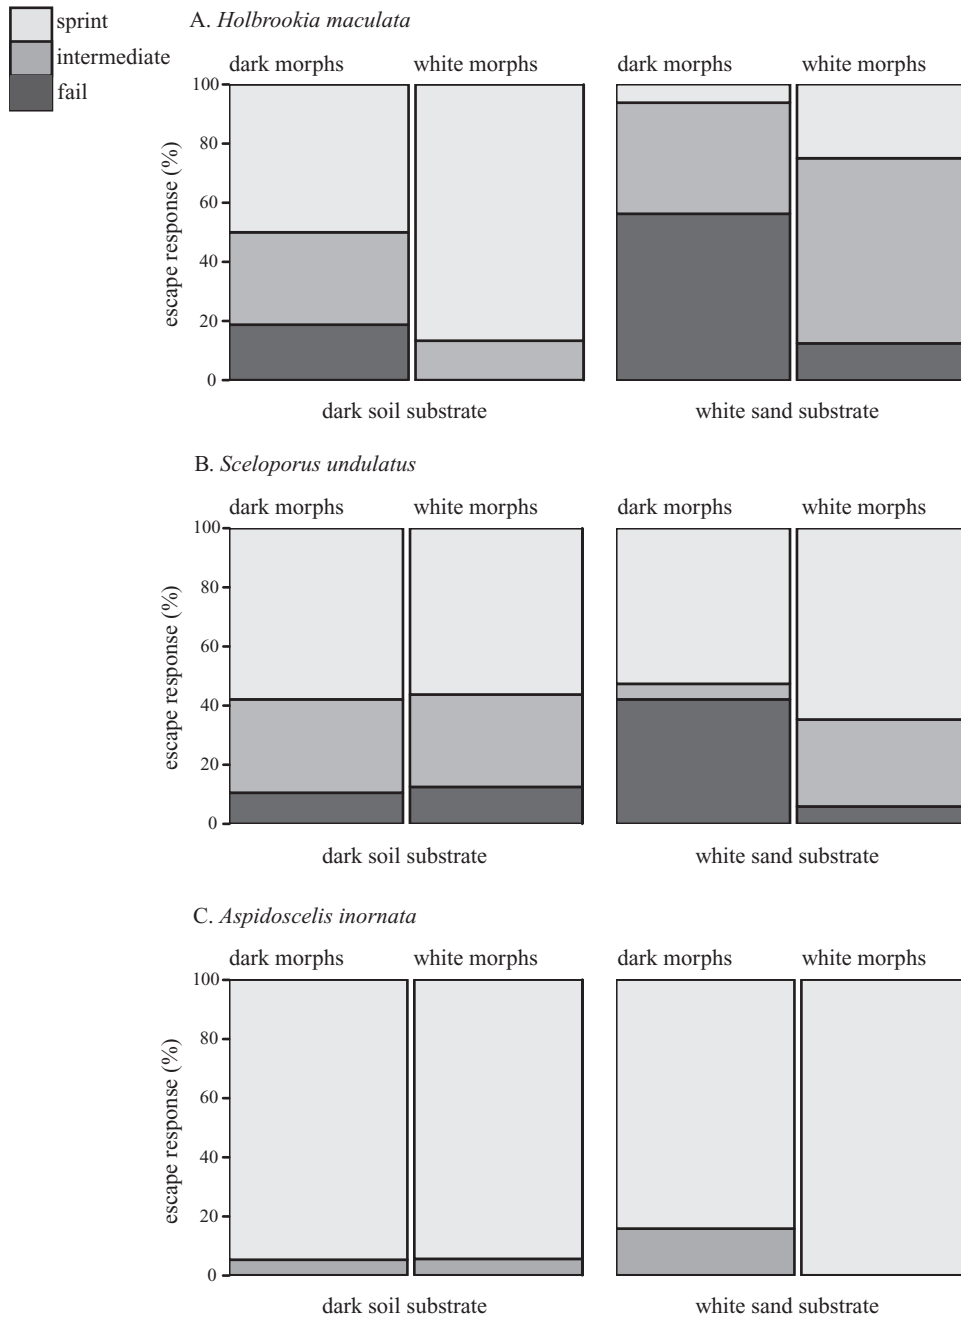 sprint
intermediate
fail
A. Holbrookia maculata
dark morphs white morphs dark morphs white morphs
100
80
60
40
20
0
escape response (%)
dark soil substrate white sand substrate
B. Sceloporus undulatus
dark morphs white morphs dark morphs white morphs
100
80
60
40
20
0
escape response (%)
dark soil substrate white sand substrate
C. Aspidoscelis inornata
dark morphs white morphs dark morphs white morphs
100
80
60
40
20
0
escape response (%)
dark soil substrate white sand substrate